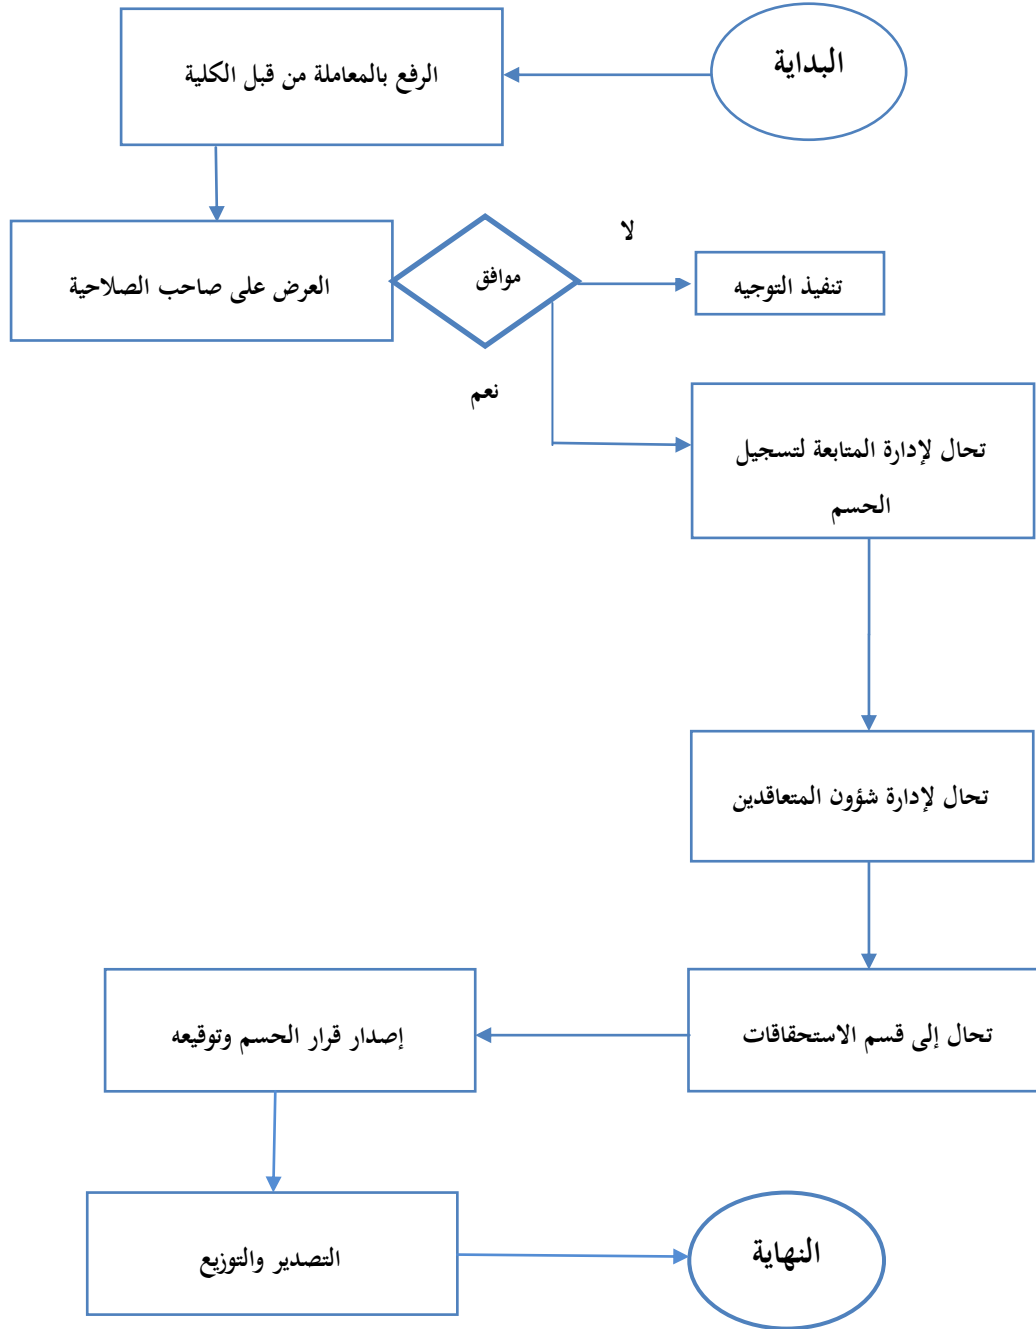 البداية
الرفع بالمعاملة من قبل الكلية
العرض على صاحب الصلاحية
موافق
لا
تنفيذ التوجيه
نعم
تحال لإدارة المتابعة لتسجيل
الحسم
تحال لإدارة شؤون المتعاقدين
تحال إلى قسم الاستحقاقات
إصدار قرار الحسم وتوقيعه
التصدير والتوزيع
النهاية